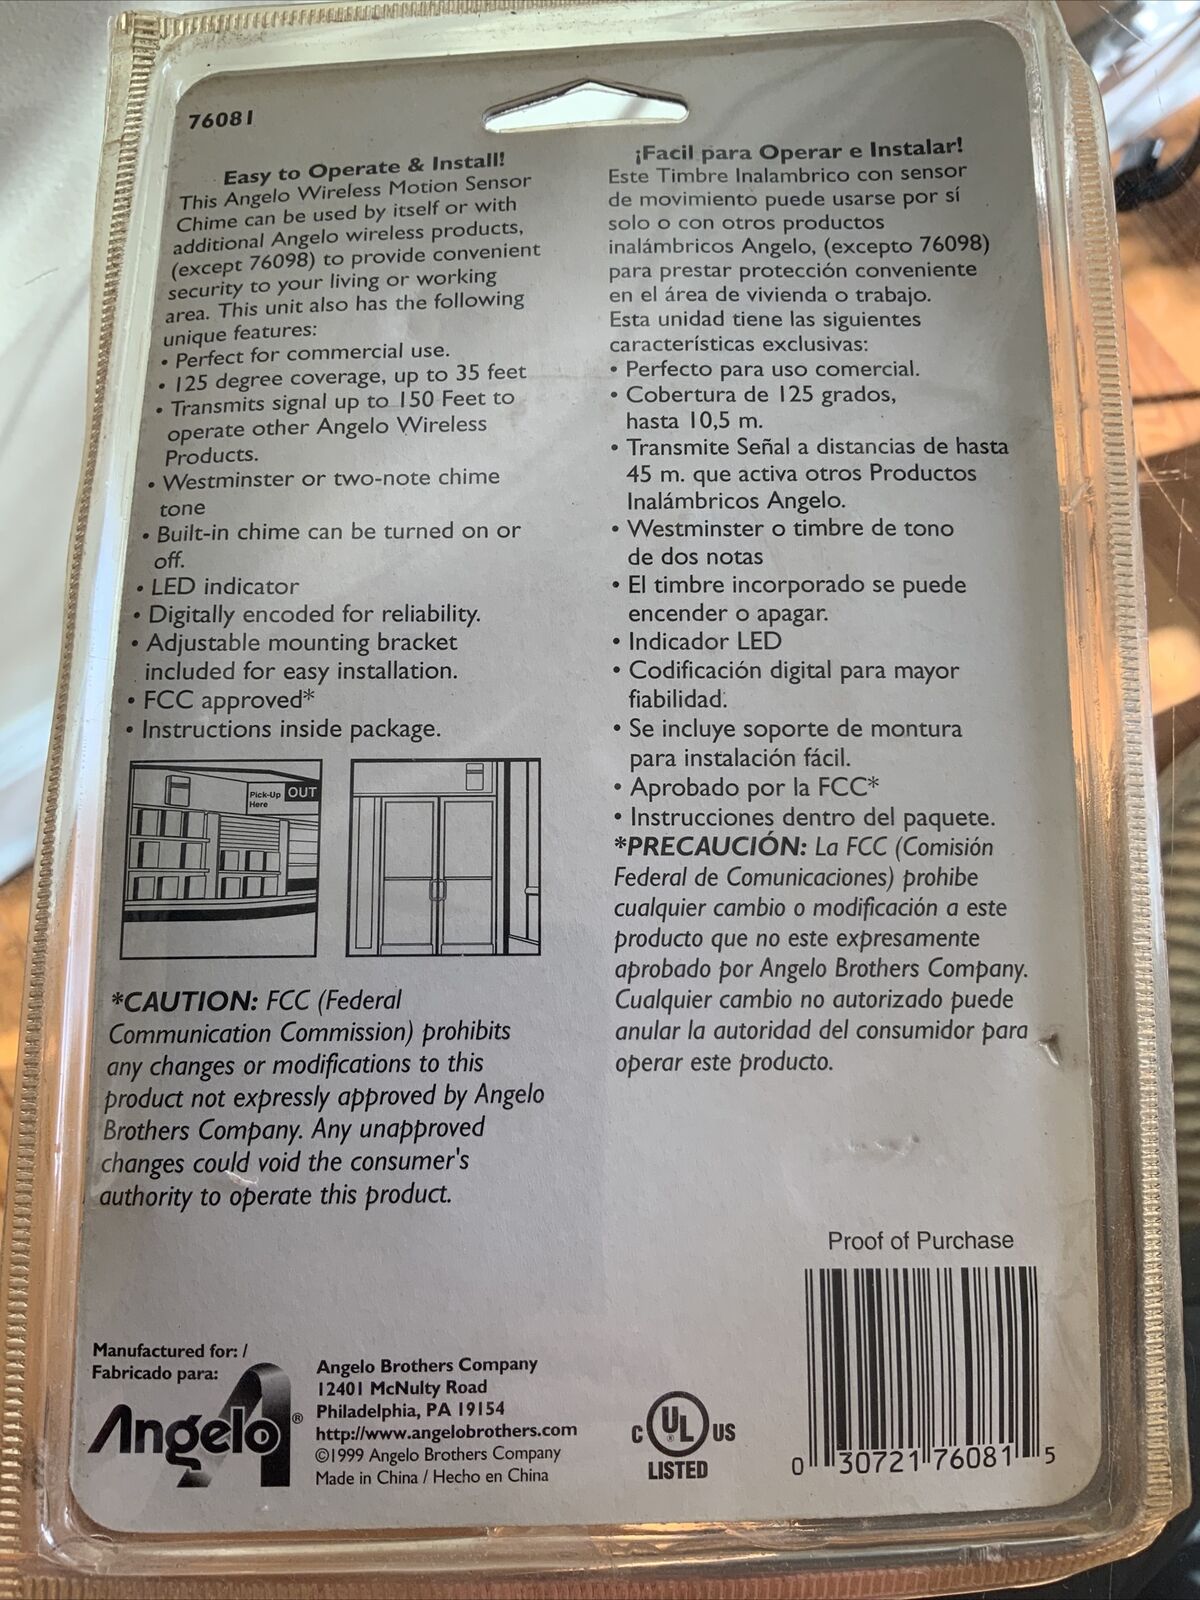 76081
Easy to Operate & Install!
This Angelo Wireless Motion Sensor
Chime can be used by itself or with
additional Angelo wireless products,
(except 76098) to provide convenient
security to your living or working
area. This unit also has the following
unique features:
• Perfect for commercial use.
• 125 degree coverage, up to 35 feet
• Transmits signal up to 150 Feet to
operate other Angelo Wireless
Products.
• Westminster or two-note chime
tone
• Built-in chime can be turned on or
off.
• LED indicator
• Digitally encoded for reliability.
• Adjustable mounting bracket
included for easy installation.
• FCC approved*
• Instructions inside package.
Pick-Up
Here
OUT
*CAUTION: FCC (Federal
Communication Commission) prohibits
any changes or modifications to this
product not expressly approved by Angelo
Brothers Company. Any unapproved
changes could void the consumer's
authority to operate this product.
¡Facil para Operar e Instalar!
Este Timbre Inalambrico con sensor
de movimiento puede usarse por sí
solo o con otros productos
inalámbricos Angelo, (excepto 76098)
para prestar protección conveniente
en el área de vivienda o trabajo.
Esta unidad tiene las siguientes
características exclusivas:
• Perfecto para uso comercial.
• Cobertura de 125 grados,
hasta 10,5 m.
• Transmite Señal a distancias de hasta
45 m. que activa otros Productos
Inalámbricos Angelo.
• Westminster o timbre de tono
de dos notas
• El timbre incorporado se puede
encender o apagar.
• Indicador LED
• Codificación digital para mayor
fiabilidad.
• Se incluye soporte de montura
para instalación fácil.
• Aprobado por la FCC*
• Instrucciones dentro del paquete.
*PRECAUCIÓN: La FCC (Comisión
Federal de Comunicaciones) prohibe
cualquier cambio o modificación a este
producto que no este expresamente
aprobado por Angelo Brothers Company.
Cualquier cambio no autorizado puede
anular la autoridad del consumidor para
operar este producto.
Manufactured for: /
Fabricado para:
Angelo®
Angelo Brothers Company
12401 McNulty Road
Philadelphia, PA 19154
http://www.angelobrothers.com
©1999 Angelo Brothers Company
Made in China / Hecho en China
C UL® US
LISTED
Proof of Purchase
0 30721 76081 5